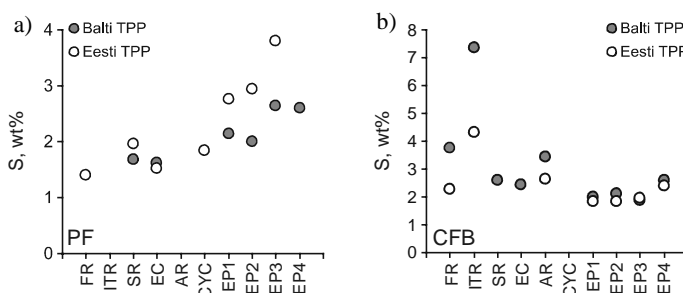 a)
Balti TPP
Eesti TPP
S, wt%
4
3
2
1
0
PF
FR
ITR
SR
EC
AR
CYC
EP1
EP2
EP3
EP4
b)
Balti TPP
Eesti TPP
S, wt%
8
7
6
5
4
3
2
1
0
CFB
FR
ITR
SR
EC
AR
CYC
EP1
EP2
EP3
EP4